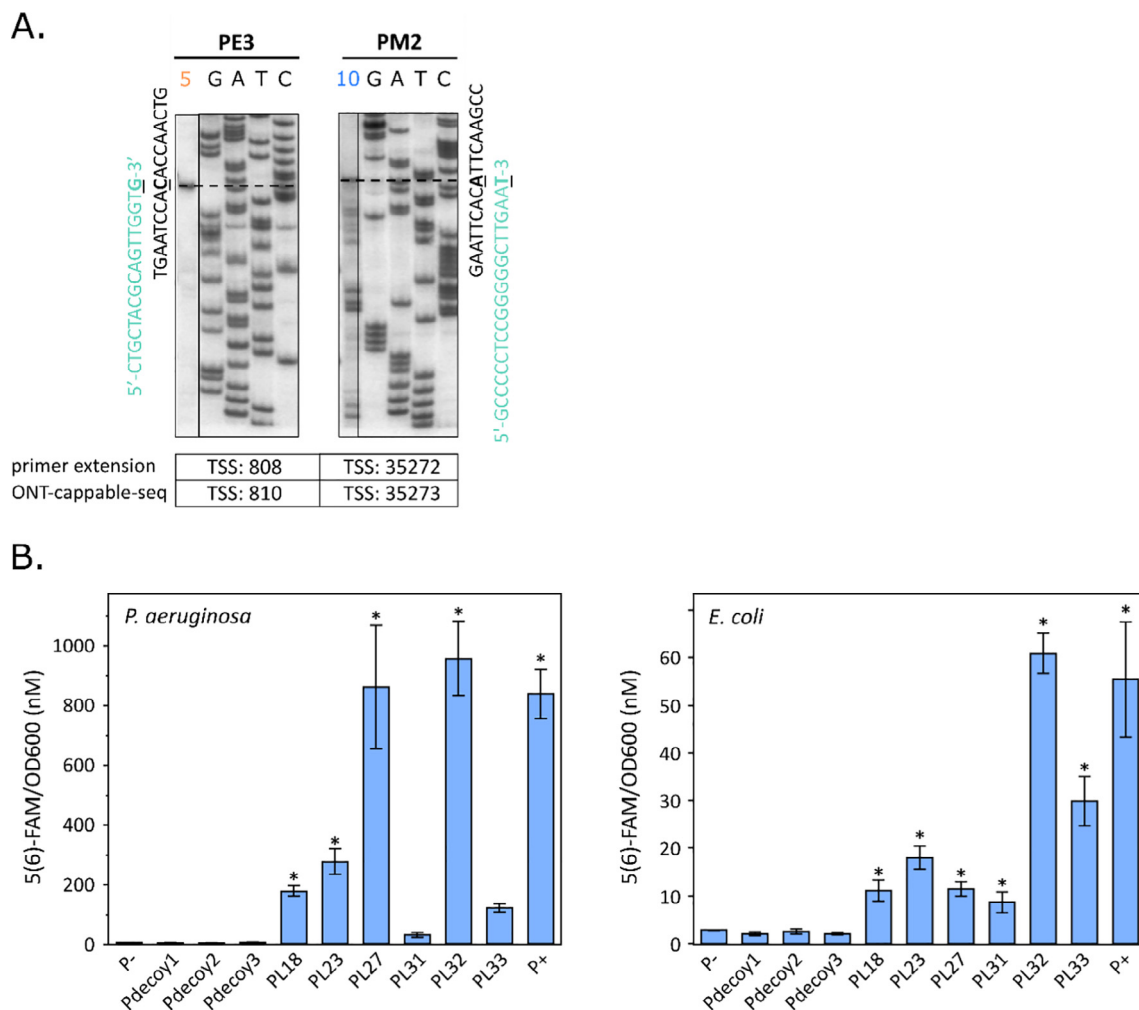 A.
PE3 PM2
5 G A T C 10 G A T C
5'-CTGCTACGCAGTTGGTG-3'
TGAATCCACACCAACTG
GAATTCACATTCAAGCC
5'-GCCCCCTCCGGGGGCTTGAAT-3
primer extension TSS: 808 TSS: 35272
ONT-cappable-seq TSS: 810 TSS: 35273
B.
P. aeruginosa
5(6)-FAM/OD600 (nM)
1000
800
600
400
200
0
* * * * *
P- Pdecoy1 Pdecoy2 Pdecoy3 PL18 PL23 PL27 PL31 PL32 PL33 P+
E. coli
5(6)-FAM/OD600 (nM)
60
50
40
30
20
10
0
* * * * * * *
P- Pdecoy1 Pdecoy2 Pdecoy3 PL18 PL23 PL27 PL31 PL32 PL33 P+